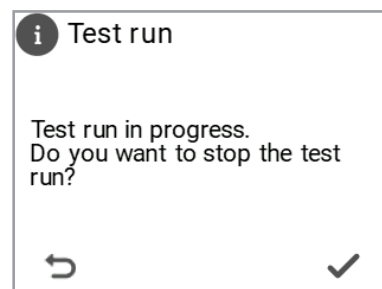 i Test run
Test run in progress.
Do you want to stop the test
run?